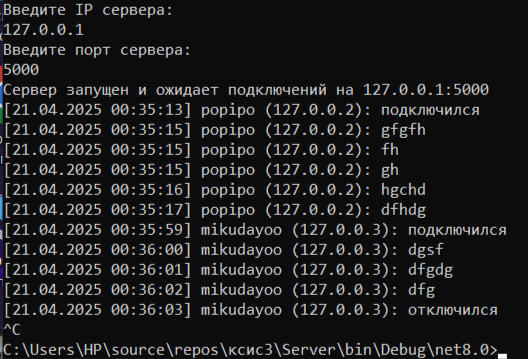 Введите IP сервера:
127.0.0.1
Введите порт сервера:
5000
Сервер запущен и ожидает подключений на 127.0.0.1:5000
[21.04.2025 00:35:13] popipo (127.0.0.2): подключился
[21.04.2025 00:35:15] popipo (127.0.0.2): gfgfh
[21.04.2025 00:35:15] popipo (127.0.0.2): fh
[21.04.2025 00:35:15] popipo (127.0.0.2): gh
[21.04.2025 00:35:16] popipo (127.0.0.2): hgchd
[21.04.2025 00:35:17] popipo (127.0.0.2): dfhdg
[21.04.2025 00:35:59] mikudayoo (127.0.0.3): подключился
[21.04.2025 00:36:00] mikudayoo (127.0.0.3): dgsf
[21.04.2025 00:36:01] mikudayoo (127.0.0.3): dfgdg
[21.04.2025 00:36:02] mikudayoo (127.0.0.3): dfg
[21.04.2025 00:36:03] mikudayoo (127.0.0.3): отключился
^C
C:\Users\HP\source\repos\ксис3\Server\bin\Debug\net8.0>